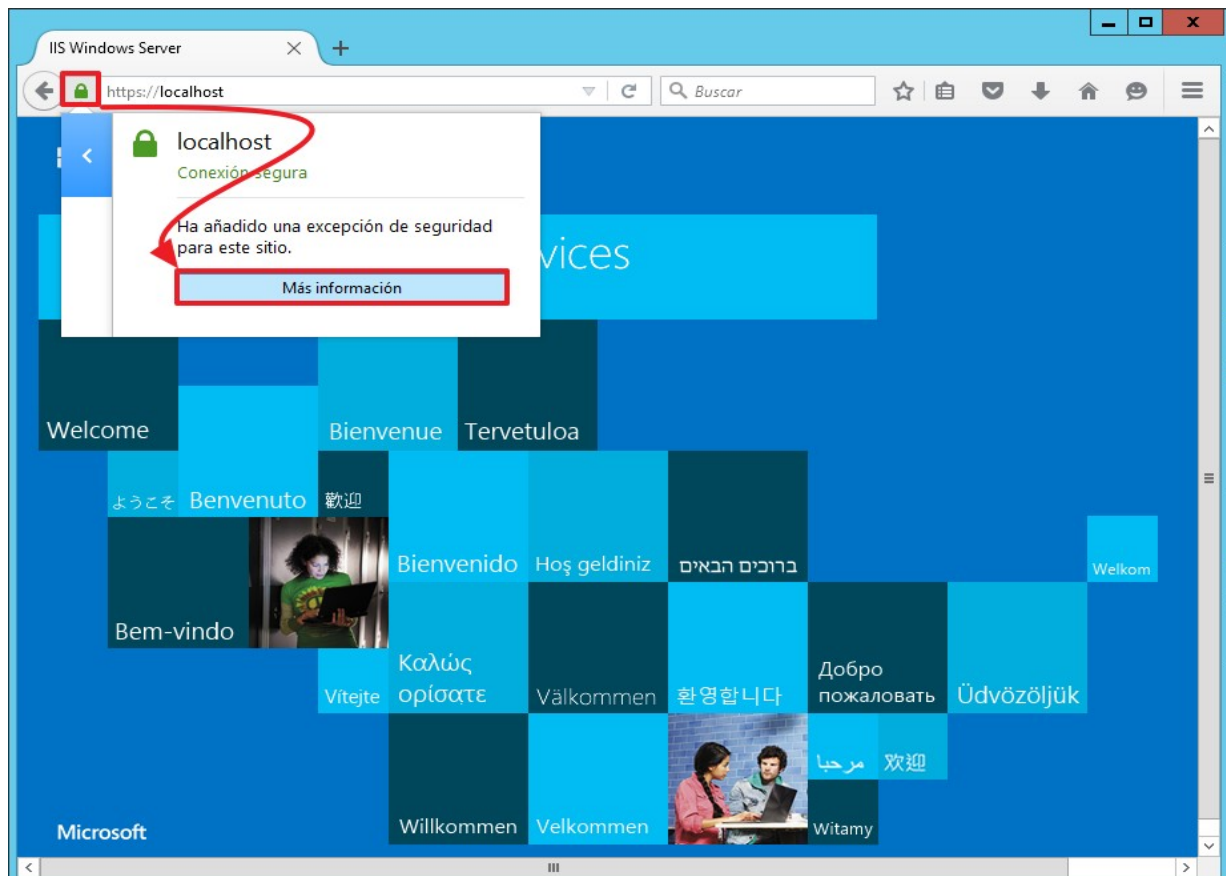 IIS Windows Server
https://localhost
Buscar
localhost
Conexión segura
Ha añadido una excepción de seguridad
para este sitio.
Más información
vices
Welcome
Bienvenue
Tervetuloa
ようこそ
Benvenuto
歡迎
Bienvenido
Hoş geldiniz
ברוכים הבאים
Welkom
Bem-vindo
Vítejte
Καλώς
ορίσατε
Välkommen
환영합니다
Добро
пожаловать
Üdvözöljük
مرحبا
欢迎
Microsoft
Willkommen
Velkommen
Witamy